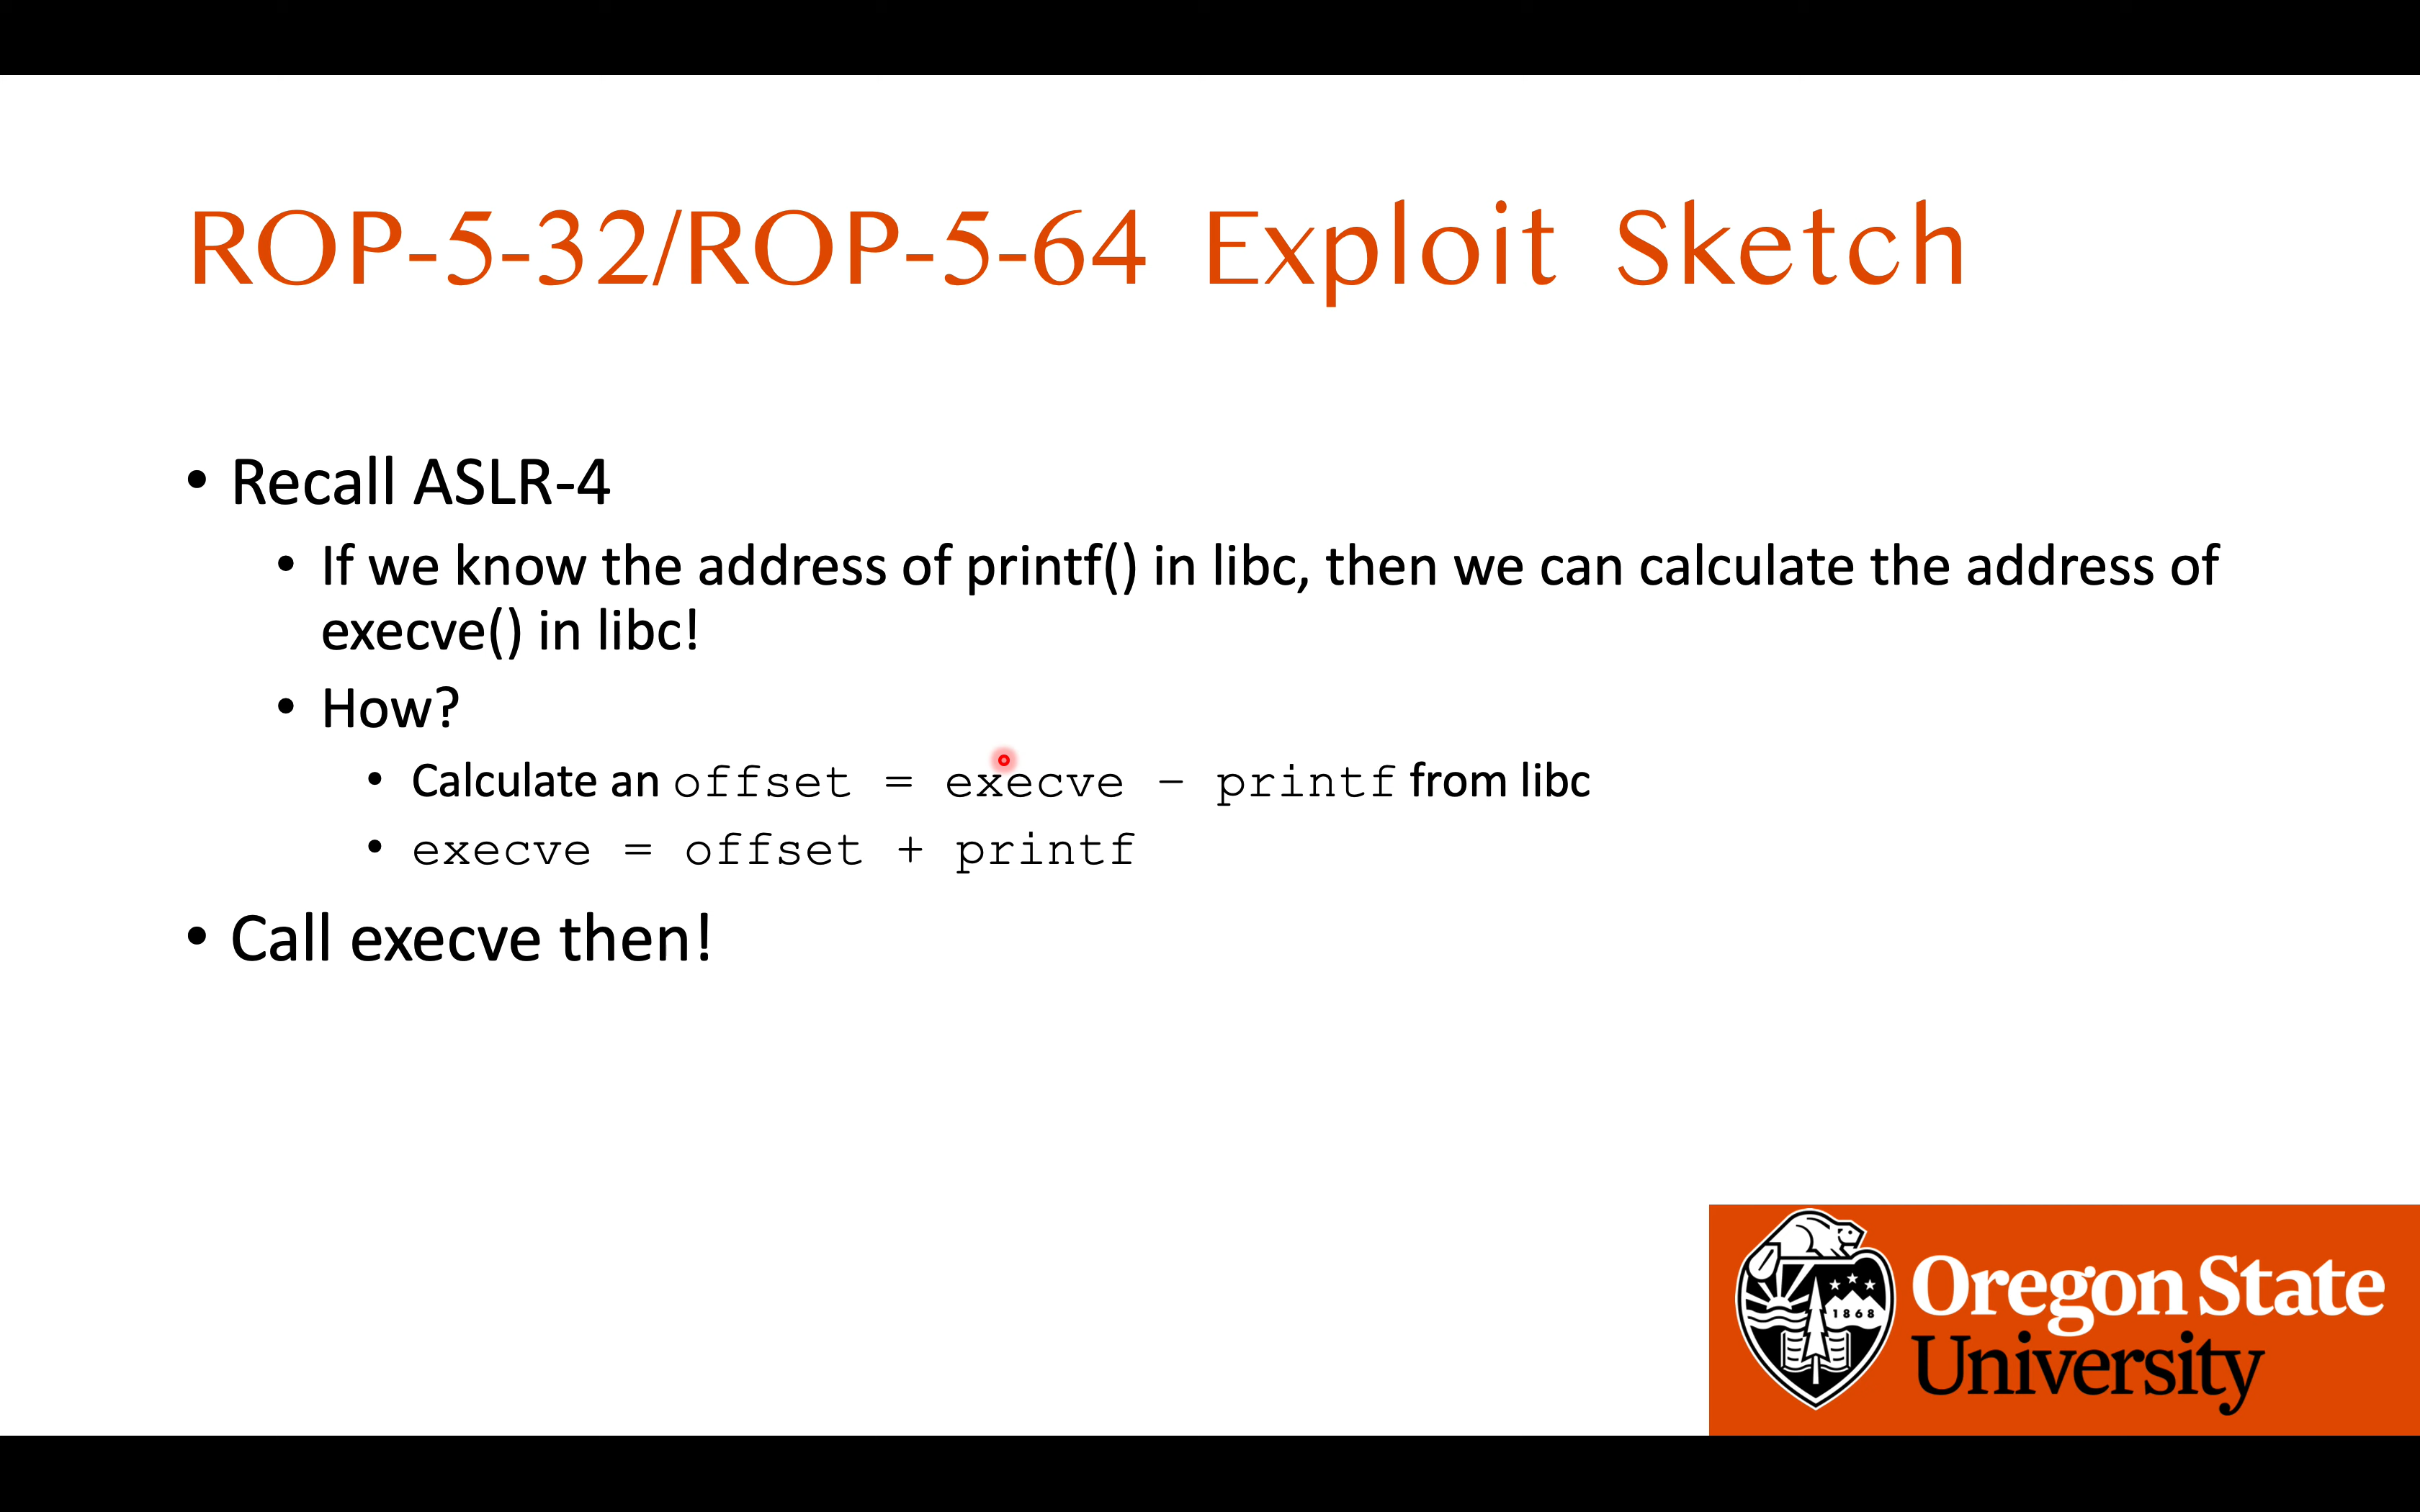 ROP-5-32/ROP-5-64 Exploit Sketch
• Recall ASLR-4
• If we know the address of printf() in libc, then we can calculate the address of
execve() in libc!
• How?
• Calculate an offset = execve - printf from libc
• execve = offset + printf
• Call execve then!
1868
Oregon State
University